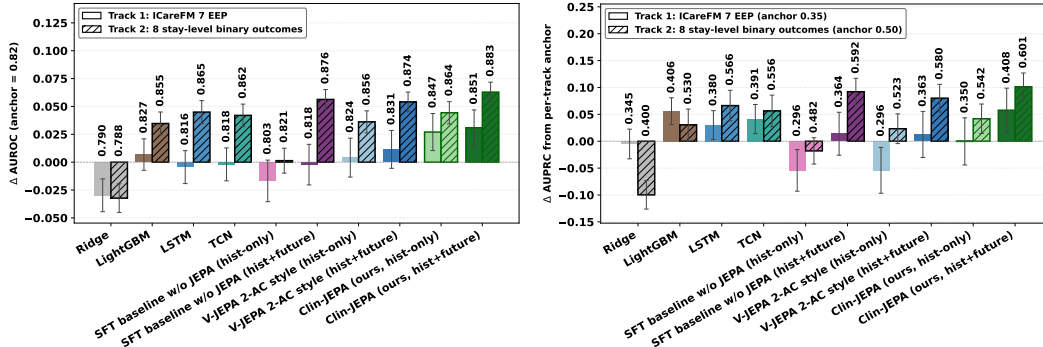 Track 1: ICareFM 7 EEP
Track 2: 8 stay-level binary outcomes
Δ AUROC (anchor = 0.82)
0.125
0.100
0.075
0.050
0.025
0.000
−0.025
−0.050
0.790
0.788
0.827
0.855
0.816
0.865
0.818
0.862
0.803
0.821
0.818
0.876
0.824
0.856
0.831
0.874
0.847
0.864
0.851
0.883
Ridge
LightGBM
LSTM
TCN
SFT baseline w/o JEPA (hist-only)
SFT baseline w/o JEPA (hist+future)
V-JEPA 2-AC style (hist-only)
V-JEPA 2-AC style (hist+future)
Clin-JEPA (ours, hist-only)
Clin-JEPA (ours, hist+future)
Track 1: ICareFM 7 EEP (anchor 0.35)
Track 2: 8 stay-level binary outcomes (anchor 0.50)
Δ AUPRC from per-track anchor
0.20
0.15
0.10
0.05
0.00
−0.05
−0.10
−0.15
0.345
0.400
0.406
0.530
0.380
0.566
0.391
0.556
0.296
0.482
0.364
0.592
0.296
0.523
0.363
0.580
0.350
0.542
0.408
0.601
Ridge
LightGBM
LSTM
TCN
SFT baseline w/o JEPA (hist-only)
SFT baseline w/o JEPA (hist+future)
V-JEPA 2-AC style (hist-only)
V-JEPA 2-AC style (hist+future)
Clin-JEPA (ours, hist-only)
Clin-JEPA (ours, hist+future)